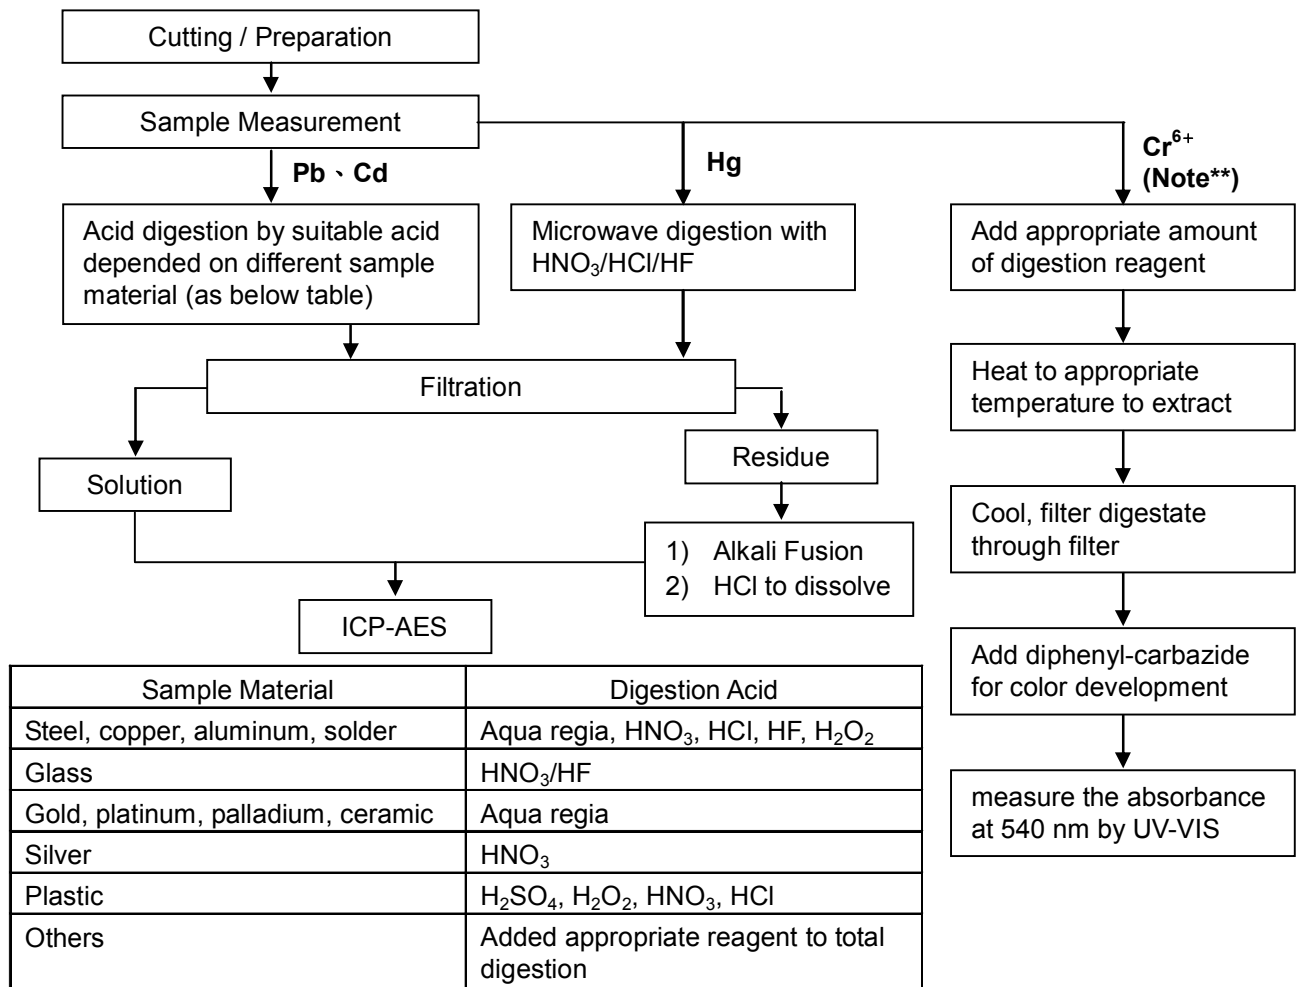 Cutting / Preparation
Sample Measurement
Pb、Cd
Hg
Cr⁶⁺
(Note**)
Acid digestion by suitable acid
depended on different sample
material (as below table)
Microwave digestion with
HNO₃/HCl/HF
Add appropriate amount
of digestion reagent
Filtration
Heat to appropriate
temperature to extract
Solution
Residue
1) Alkali Fusion
2) HCl to dissolve
Cool, filter digestate
through filter
ICP-AES
Add diphenyl-carbazide
for color development
measure the absorbance
at 540 nm by UV-VIS
Sample Material Digestion Acid
Steel, copper, aluminum, solder Aqua regia, HNO₃, HCl, HF, H₂O₂
Glass HNO₃/HF
Gold, platinum, palladium, ceramic Aqua regia
Silver HNO₃
Plastic H₂SO₄, H₂O₂, HNO₃, HCl
Others Added appropriate reagent to total
digestion